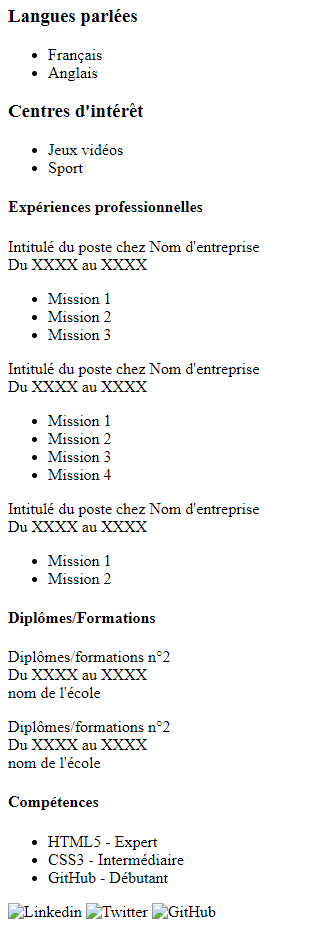 Langues parlées
Français
Anglais
Centres d'intérêt
Jeux vidéos
Sport
Expériences professionnelles
Intitulé du poste chez Nom d'entreprise
Du XXXX au XXXX
Mission 1
Mission 2
Mission 3
Intitulé du poste chez Nom d'entreprise
Du XXXX au XXXX
Mission 1
Mission 2
Mission 3
Mission 4
Intitulé du poste chez Nom d'entreprise
Du XXXX au XXXX
Mission 1
Mission 2
Diplômes/Formations
Diplômes/formations n°2
Du XXXX au XXXX
nom de l'école
Diplômes/formations n°2
Du XXXX au XXXX
nom de l'école
Compétences
HTML5 - Expert
CSS3 - Intermédiaire
GitHub - Débutant
Linkedin Twitter GitHub